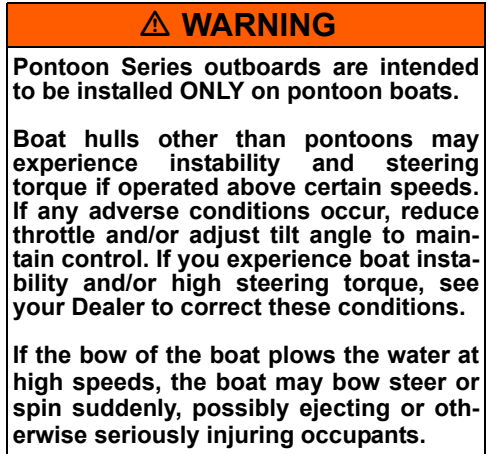 ⚠ WARNING
Pontoon Series outboards are intended
to be installed ONLY on pontoon boats.
Boat hulls other than pontoons may
experience instability and steering
torque if operated above certain speeds.
If any adverse conditions occur, reduce
throttle and/or adjust tilt angle to main-
tain control. If you experience boat insta-
bility and/or high steering torque, see
your Dealer to correct these conditions.
If the bow of the boat plows the water at
high speeds, the boat may bow steer or
spin suddenly, possibly ejecting or oth-
erwise seriously injuring occupants.